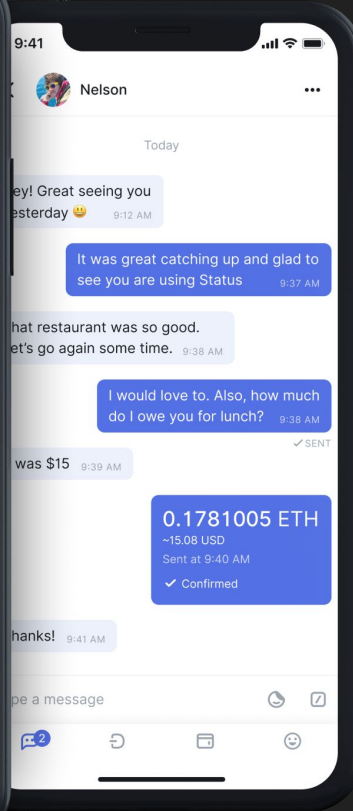 9:41
Nelson
Today
ey! Great seeing you
esterday 😃 9:12 AM
It was great catching up and glad to
see you are using Status 9:37 AM
hat restaurant was so good.
et's go again some time. 9:38 AM
I would love to. Also, how much
do I owe you for lunch? 9:38 AM
✓ SENT
was $15 9:39 AM
0.1781005 ETH
~15.08 USD
Sent at 9:40 AM
✓ Confirmed
hanks! 9:41 AM
pe a message
2